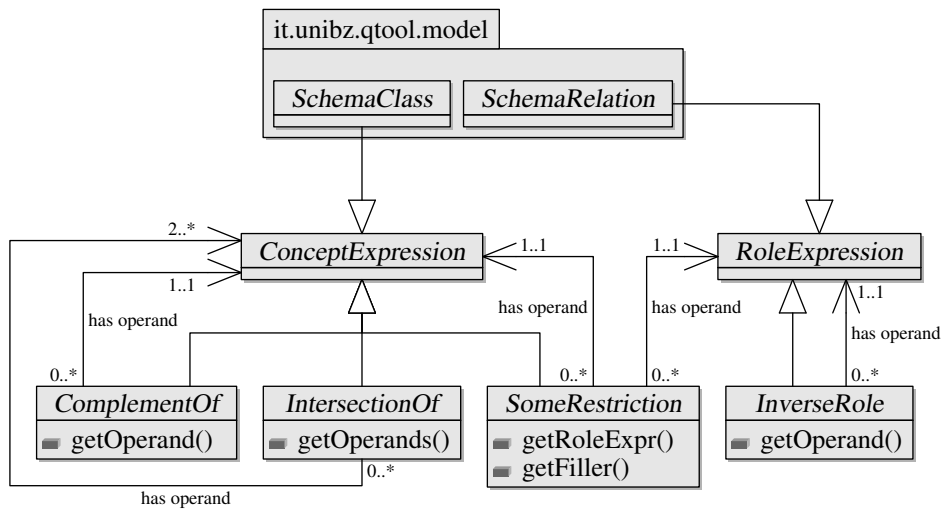 it.unibz.qtool.model
SchemaClass
SchemaRelation
2..*
ConceptExpression
1..1
1..1
RoleExpression
1..1
1..1
has operand
has operand
has operand
has operand
0..*
0..*
0..*
0..*
ComplementOf
IntersectionOf
SomeRestriction
InverseRole
getOperand()
getOperands()
getRoleExpr()
getOperand()
getFiller()
0..*
has operand